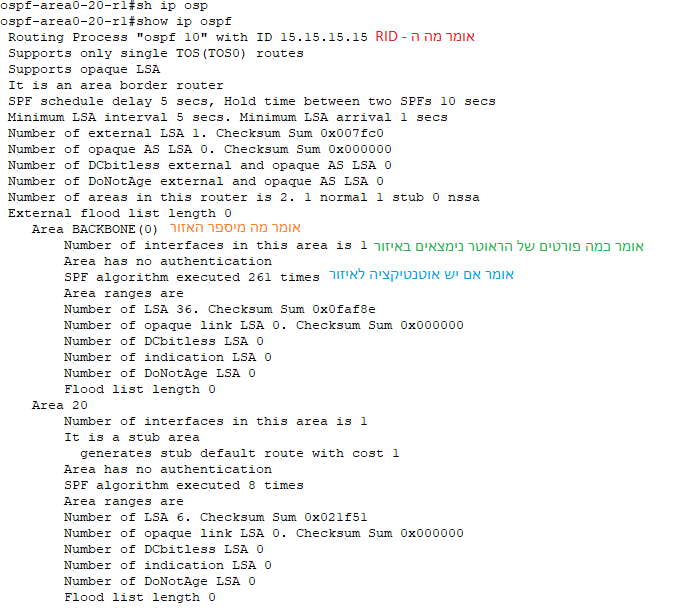 ospf-area0-20-r1#sh ip osp
ospf-area0-20-r1#show ip ospf
Routing Process "ospf 10" with ID 15.15.15.15 אומר מה ה - RID
Supports only single TOS(TOS0) routes
Supports opaque LSA
It is an area border router
SPF schedule delay 5 secs, Hold time between two SPFs 10 secs
Minimum LSA interval 5 secs. Minimum LSA arrival 1 secs
Number of external LSA 1. Checksum Sum 0x007fc0
Number of opaque AS LSA 0. Checksum Sum 0x000000
Number of DCbitless external and opaque AS LSA 0
Number of DoNotAge external and opaque AS LSA 0
Number of areas in this router is 2. 1 normal 1 stub 0 nssa
External flood list length 0
Area BACKBONE(0) אומר מה מיספר האזור
Number of interfaces in this area is 1 אומר כמה פורטים של הראוטר נימצאים באיזור
Area has no authentication
SPF algorithm executed 261 times אומר אם יש אוטנטיקציה לאיזור
Area ranges are
Number of LSA 36. Checksum Sum 0x0faf8e
Number of opaque link LSA 0. Checksum Sum 0x000000
Number of DCbitless LSA 0
Number of indication LSA 0
Number of DoNotAge LSA 0
Flood list length 0
Area 20
Number of interfaces in this area is 1
It is a stub area
generates stub default route with cost 1
Area has no authentication
SPF algorithm executed 8 times
Area ranges are
Number of LSA 6. Checksum Sum 0x021f51
Number of opaque link LSA 0. Checksum Sum 0x000000
Number of DCbitless LSA 0
Number of indication LSA 0
Number of DoNotAge LSA 0
Flood list length 0